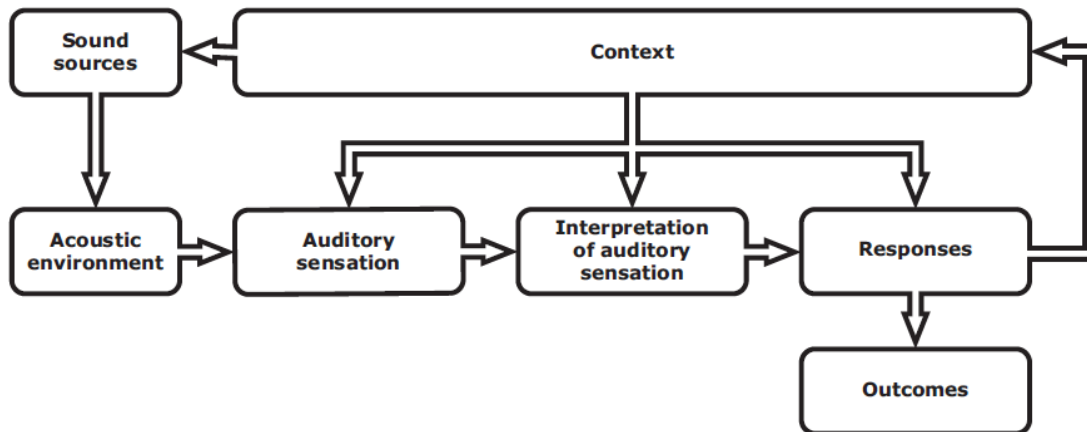 Sound
sources
Context
Acoustic
environment
Auditory
sensation
Interpretation
of auditory
sensation
Responses
Outcomes